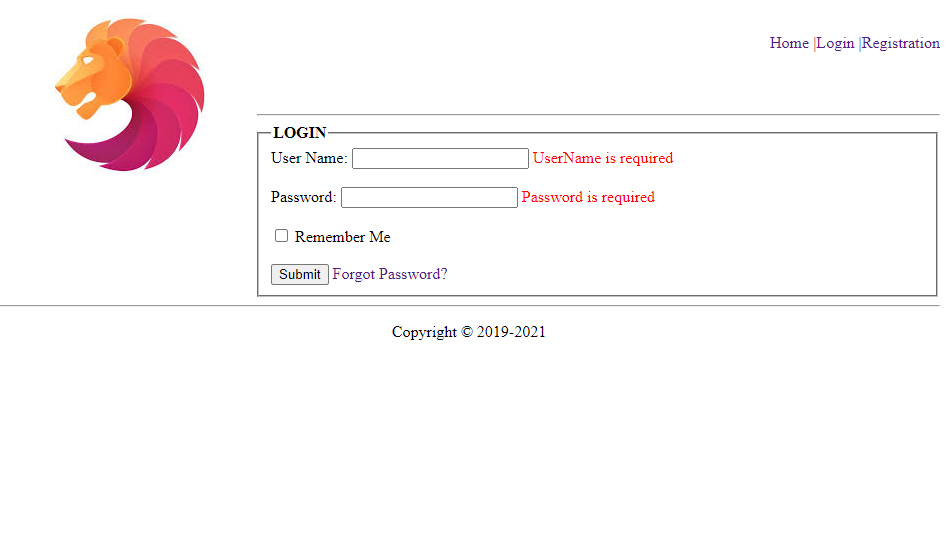 Home |Login |Registration
LOGIN
User Name: UserName is required
Password: Password is required
Remember Me
Submit Forgot Password?
Copyright © 2019-2021